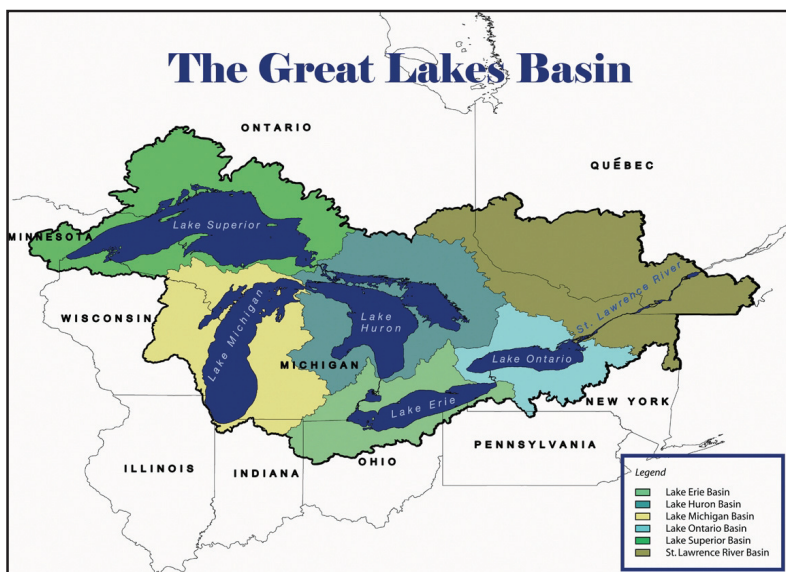 The Great Lakes Basin
ONTARIO
QUÉBEC
MINNESOTA
Lake Superior
St. Lawrence River
WISCONSIN
Lake Michigan
Lake
Huron
MICHIGAN
Lake Ontario
Lake Erie
NEW YORK
PENNSYLVANIA
ILLINOIS
INDIANA
OHIO
Legend
Lake Erie Basin
Lake Huron Basin
Lake Michigan Basin
Lake Ontario Basin
Lake Superior Basin
St. Lawrence River Basin